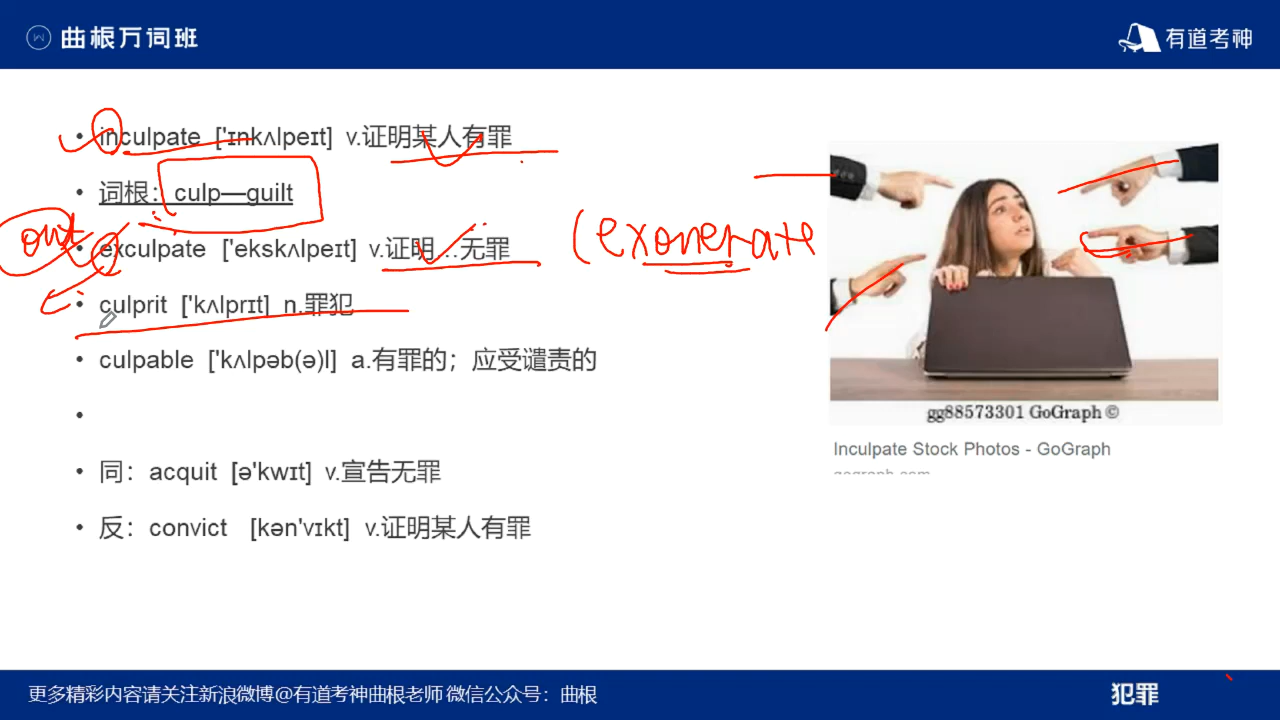 曲根万词班
有道考神
inculpate ['ɪnkʌlpeɪt] v.证明某人有罪
词根：culp—guilt
out
exculpate ['ekskʌlpeɪt] v.证明…无罪
(exonerate
culprit ['kʌlprɪt] n.罪犯
culpable ['kʌlpəb(ə)l] a.有罪的；应受谴责的
同：acquit [ə'kwɪt] v.宣告无罪
反：convict [kən'vɪkt] v.证明某人有罪
gg88573301 GoGraph ©
Inculpate Stock Photos - GoGraph
更多精彩内容请关注新浪微博@有道考神曲根老师 微信公众号：曲根
犯罪